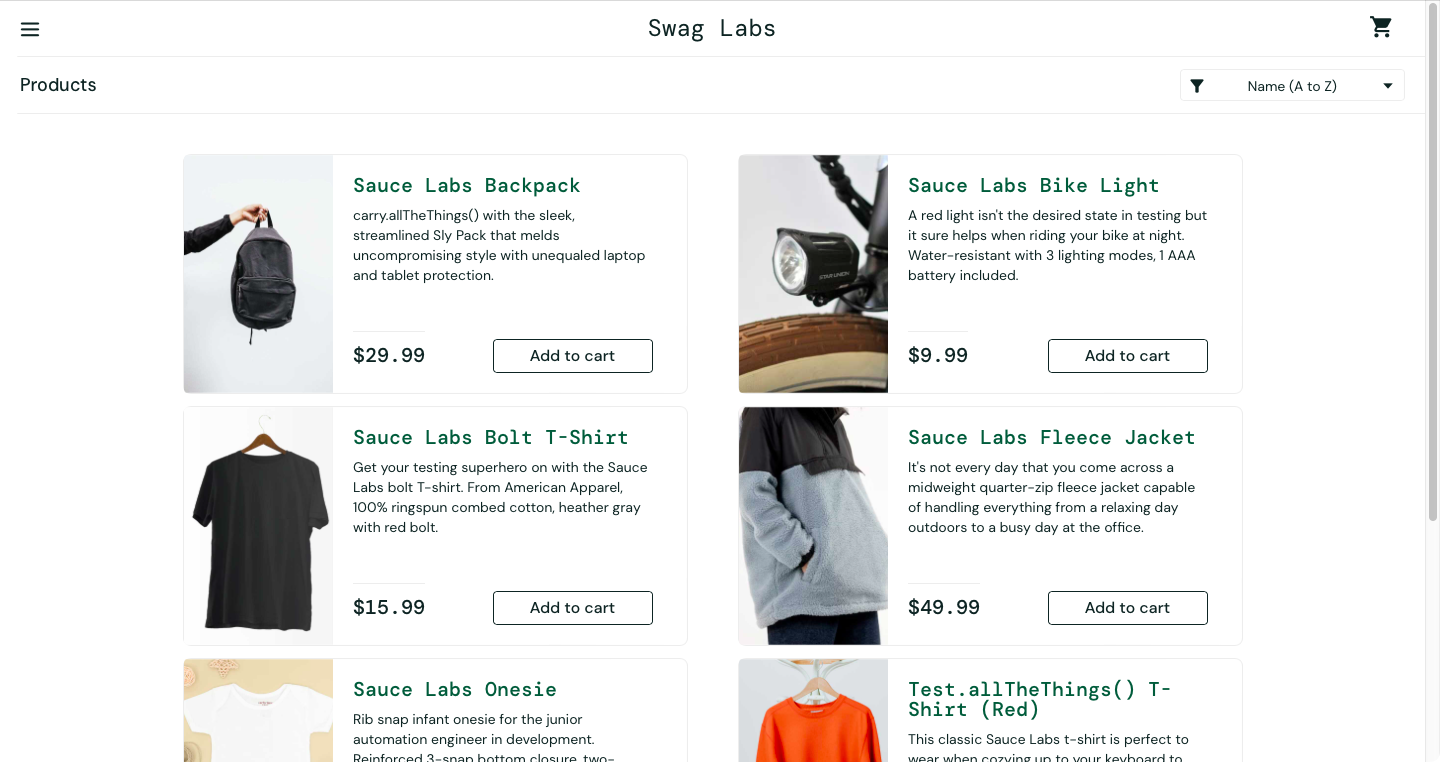 Swag Labs
Products
Name (A to Z)
Sauce Labs Backpack
carry.allTheThings() with the sleek,
streamlined Sly Pack that melds
uncompromising style with unequaled laptop
and tablet protection.
$29.99
Add to cart
Sauce Labs Bike Light
A red light isn't the desired state in testing but
it sure helps when riding your bike at night.
Water-resistant with 3 lighting modes, 1 AAA
battery included.
$9.99
Add to cart
Sauce Labs Bolt T-Shirt
Get your testing superhero on with the Sauce
Labs bolt T-shirt. From American Apparel,
100% ringspun combed cotton, heather gray
with red bolt.
$15.99
Add to cart
Sauce Labs Fleece Jacket
It's not every day that you come across a
midweight quarter-zip fleece jacket capable
of handling everything from a relaxing day
outdoors to a busy day at the office.
$49.99
Add to cart
Sauce Labs Onesie
Rib snap infant onesie for the junior
automation engineer in development.
Reinforced 3-snap bottom closure, two-
Test.allTheThings() T-
Shirt (Red)
This classic Sauce Labs t-shirt is perfect to
wear when cozying up to your keyboard to